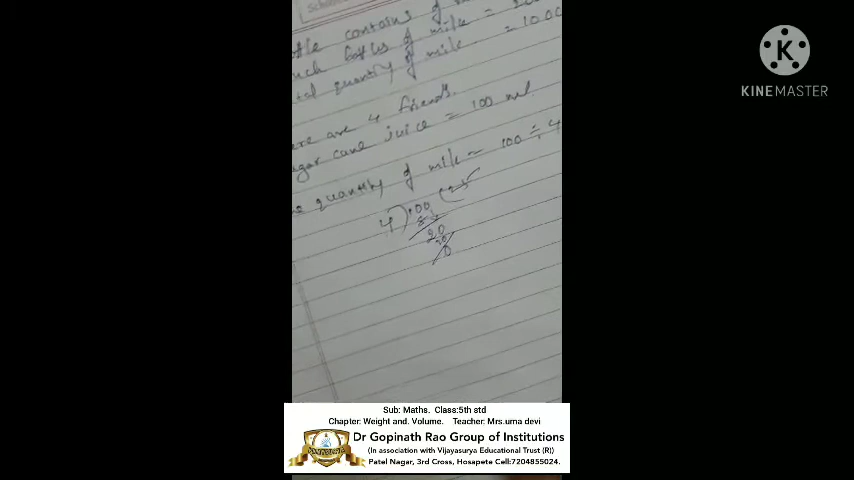 contains of
bottles of milk =
quantity of milk = 1000
are 4 friends.
cane juice = 100 ml
quantity of milk = 100 ÷ 4
4)100(25
8
20
20
0
KINEMASTER
Sub: Maths. Class:5th std
Chapter: Weight and. Volume. Teacher: Mrs.uma devi
Dr Gopinath Rao Group of Institutions
(In association with Vijayasurya Educational Trust (R))
Patel Nagar, 3rd Cross, Hosapete Cell:7204855024.